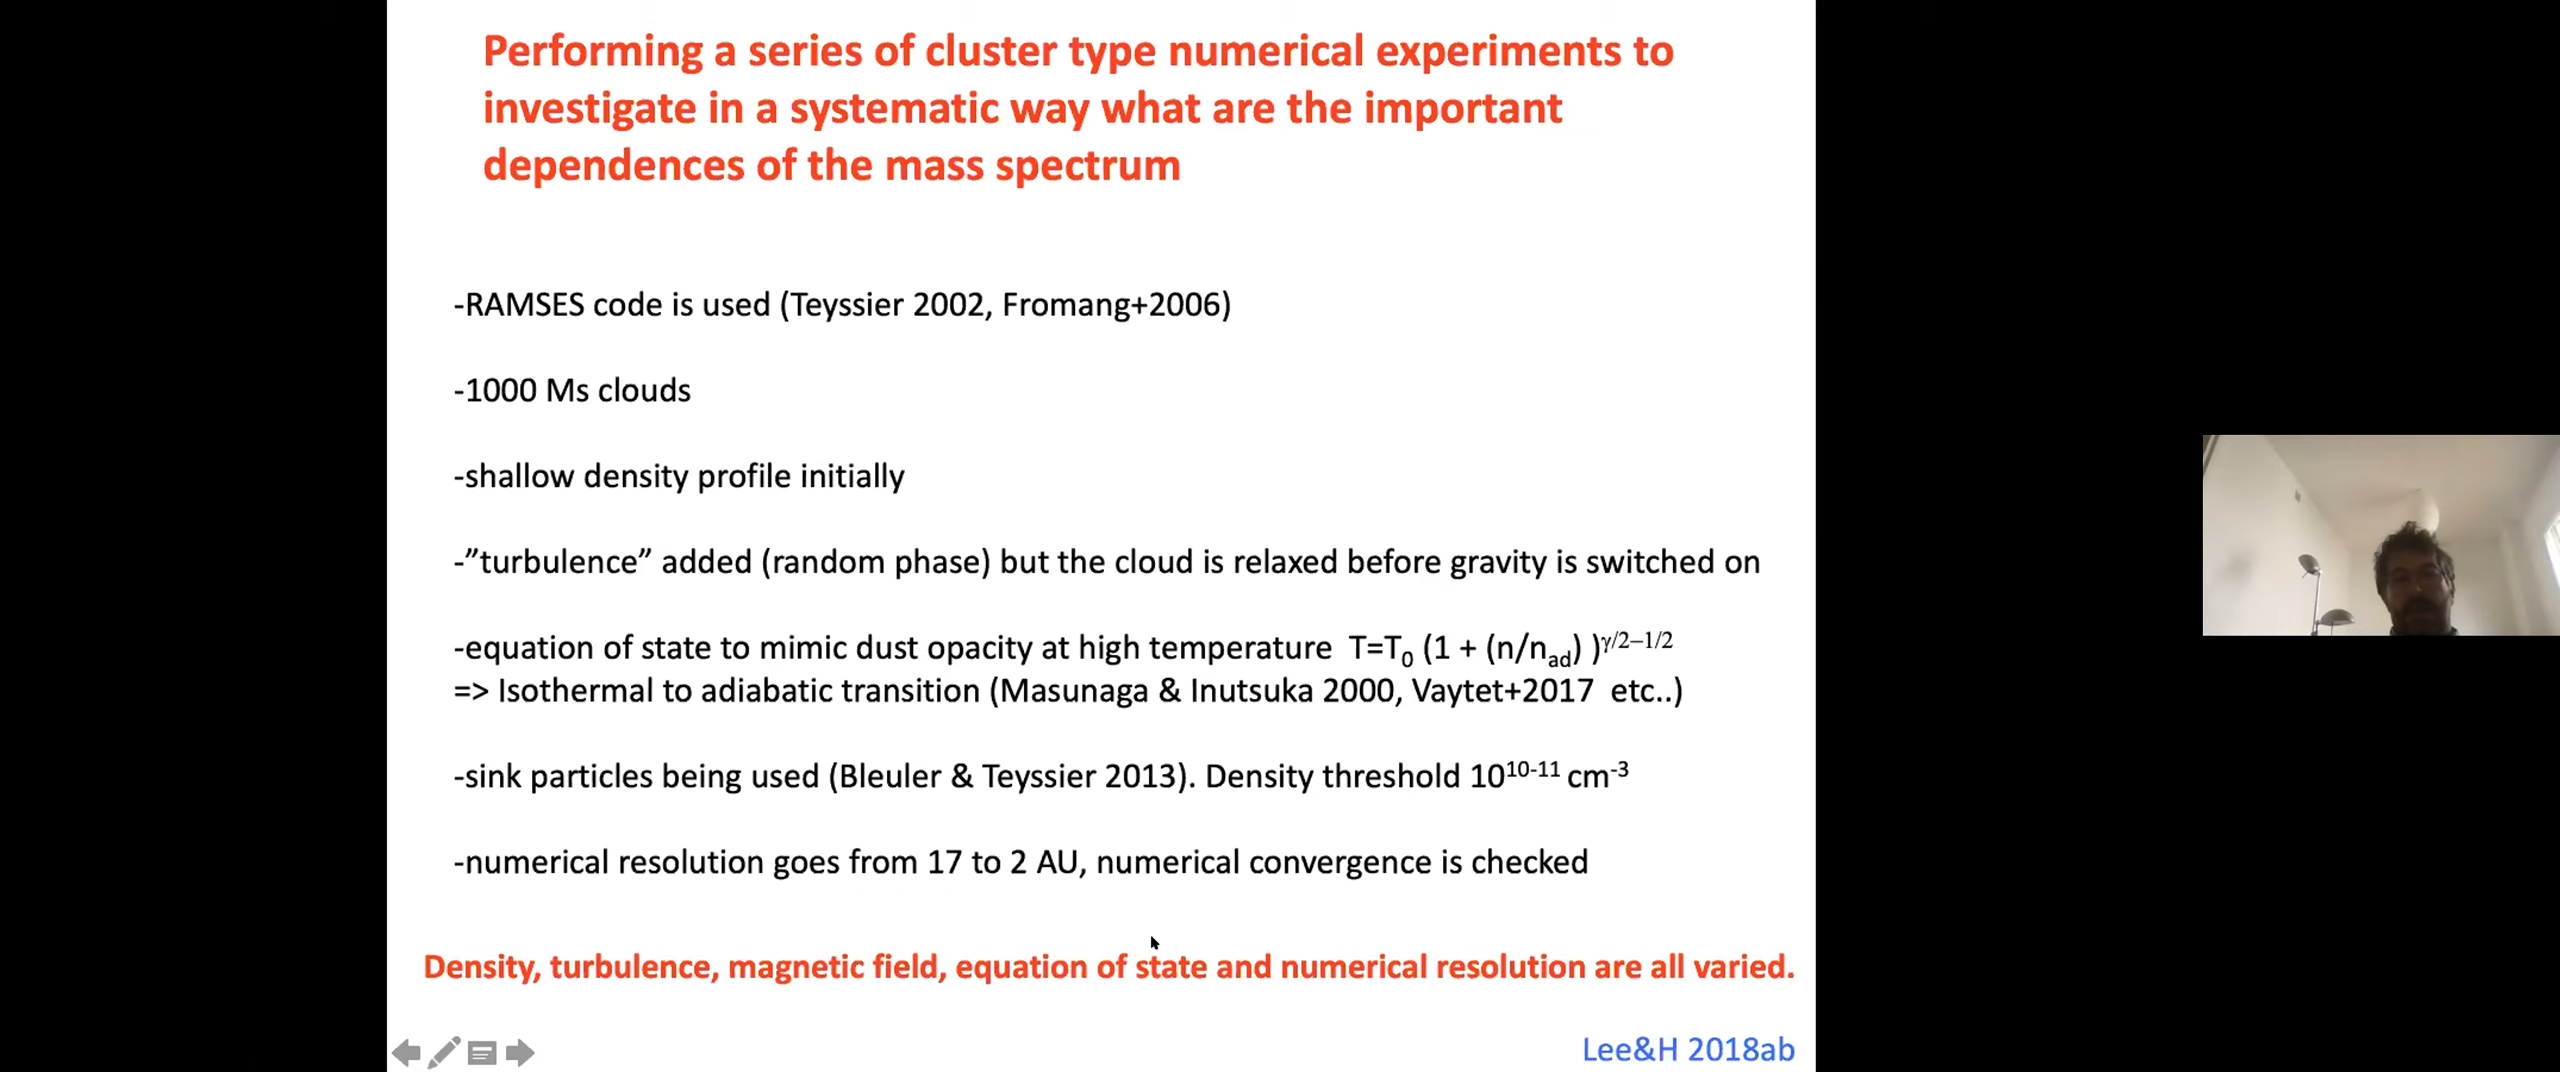 Performing a series of cluster type numerical experiments to
investigate in a systematic way what are the important
dependences of the mass spectrum
-RAMSES code is used (Teyssier 2002, Fromang+2006)
-1000 Ms clouds
-shallow density profile initially
-”turbulence” added (random phase) but the cloud is relaxed before gravity is switched on
-equation of state to mimic dust opacity at high temperature T=T₀ (1 + (n/n_ad) )^γ/2−1/2
=> Isothermal to adiabatic transition (Masunaga & Inutsuka 2000, Vaytet+2017 etc..)
-sink particles being used (Bleuler & Teyssier 2013). Density threshold 10¹⁰⁻¹¹ cm⁻³
-numerical resolution goes from 17 to 2 AU, numerical convergence is checked
Density, turbulence, magnetic field, equation of state and numerical resolution are all varied.
Lee&H 2018ab